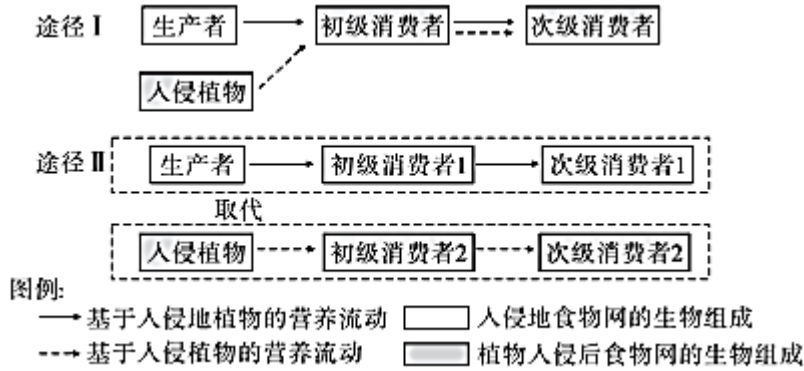 途径Ⅰ 生产者 初级消费者 次级消费者
入侵植物
途径Ⅱ 生产者 初级消费者1 次级消费者1
取代
入侵植物 初级消费者2 次级消费者2
图例:
基于入侵地植物的营养流动 入侵地食物网的生物组成
基于入侵植物的营养流动 植物入侵后食物网的生物组成